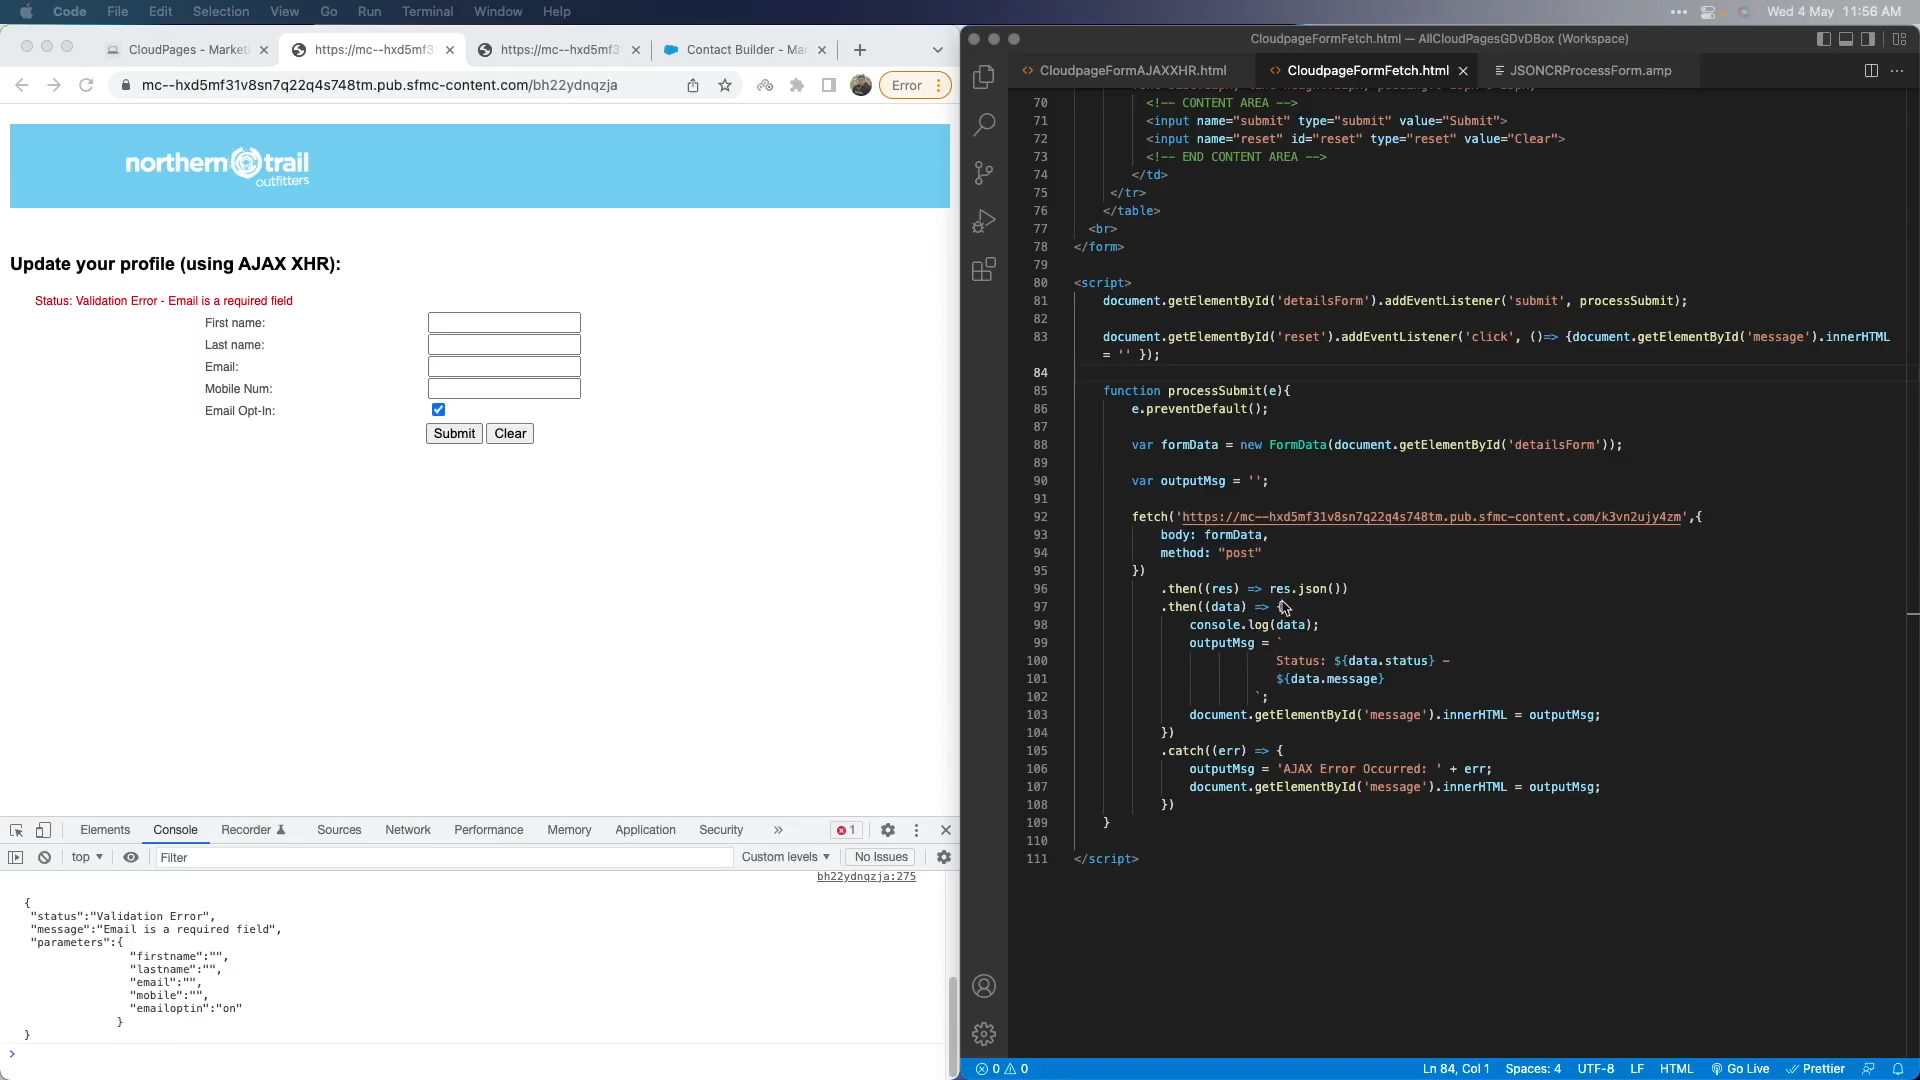 Code File Edit Selection View Go Run Terminal Window Help
Wed 4 May 11:56 AM
CloudPages - Marketi
https://mc--hxd5mf3
https://mc--hxd5mf3
Contact Builder - Mar
mc--hxd5mf31v8sn7q22q4s748tm.pub.sfmc-content.com/bh22ydnqzja
Error
northern trail
outfitters
Update your profile (using AJAX XHR):
Status: Validation Error - Email is a required field
First name:
Last name:
Email:
Mobile Num:
Email Opt-In:
Submit Clear
Elements Console Recorder Sources Network Performance Memory Application Security » 1
top Filter Custom levels No Issues
bh22ydnqzja:275
{
"status":"Validation Error",
"message":"Email is a required field",
"parameters":{
"firstname":"",
"lastname":"",
"email":"",
"mobile":"",
"emailoptin":"on"
}
}
>
CloudpageFormFetch.html — AllCloudPagesGDvDBox (Workspace)
CloudpageFormAJAXXHR.html CloudpageFormFetch.html JSONCRProcessForm.amp
70 <!-- CONTENT AREA -->
71 <input name="submit" type="submit" value="Submit">
72 <input name="reset" id="reset" type="reset" value="Clear">
73 <!-- END CONTENT AREA -->
74 </td>
75 </tr>
76 </table>
77 <br>
78 </form>
79
80 <script>
81 document.getElementById('detailsForm').addEventListener('submit', processSubmit);
82
83 document.getElementById('reset').addEventListener('click', ()=> {document.getElementById('message').innerHTML
= '' });
84
85 function processSubmit(e){
86 e.preventDefault();
87
88 var formData = new FormData(document.getElementById('detailsForm'));
89
90 var outputMsg = '';
91
92 fetch('https://mc--hxd5mf31v8sn7q22q4s748tm.pub.sfmc-content.com/k3vn2ujy4zm',{
93 body: formData,
94 method: "post"
95 })
96 .then((res) => res.json())
97 .then((data) => {
98 console.log(data);
99 outputMsg = `
100 Status: ${data.status} -
101 ${data.message}
102 `;
103 document.getElementById('message').innerHTML = outputMsg;
104 })
105 .catch((err) => {
106 outputMsg = 'AJAX Error Occurred: ' + err;
107 document.getElementById('message').innerHTML = outputMsg;
108 })
109 }
110
111 </script>
0 0 Ln 84, Col 1 Spaces: 4 UTF-8 LF HTML Go Live Prettier